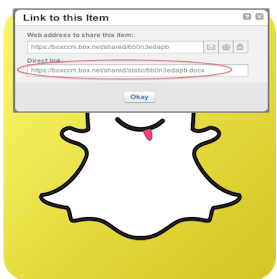 Link to this Item
Web address to share this item:
https://boxccm.box.net/shared/6b0n3edapb
Direct link:
https://boxccm.box.net/shared/static/6b0n3edapb.docx
Okay